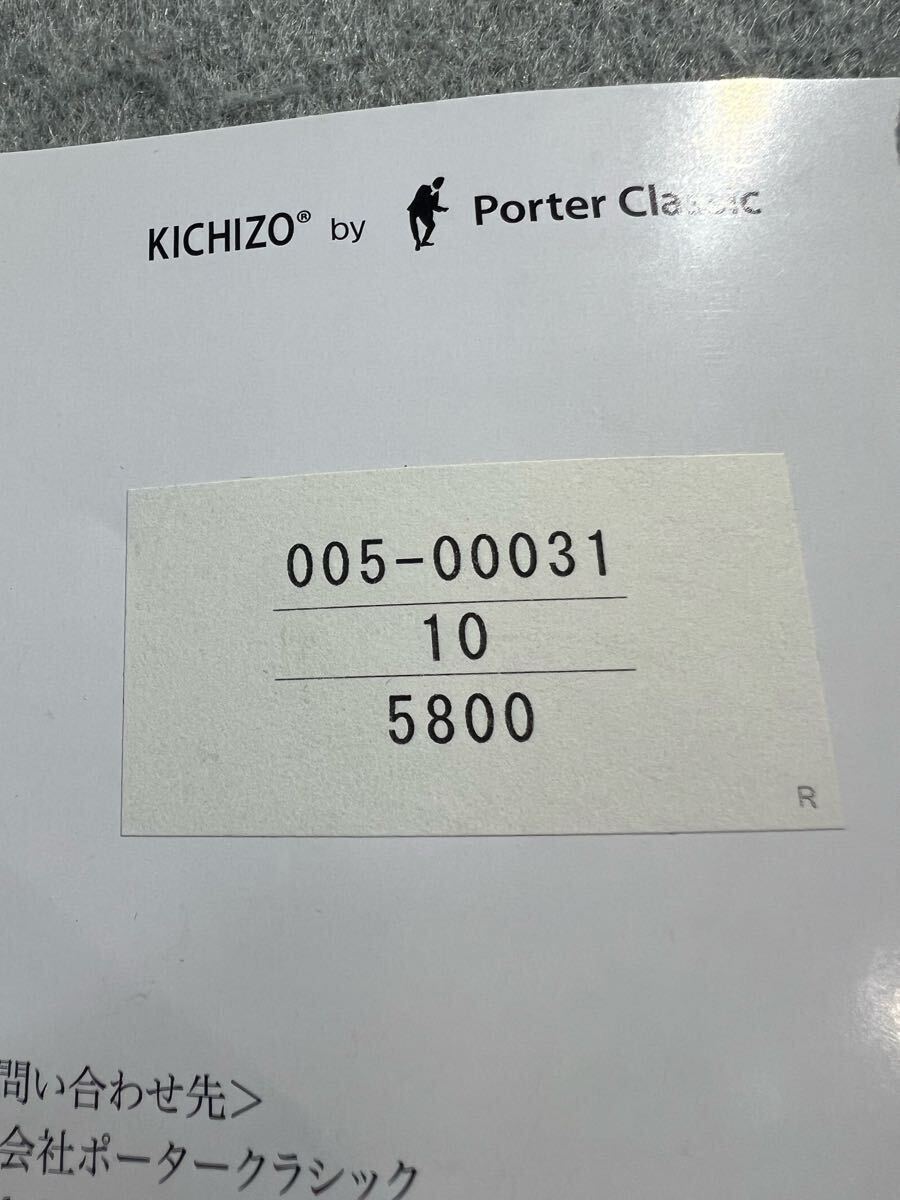 KICHIZO® by Porter Classic
005-00031
10
5800
R
問い合わせ先＞
会社ポータークラシック